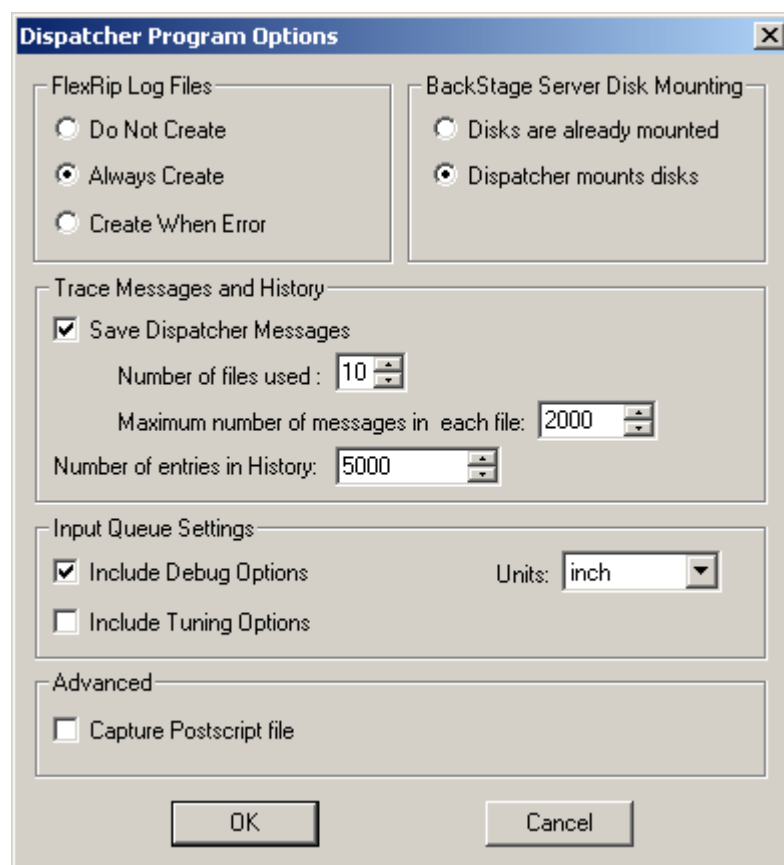 Dispatcher Program Options
FlexRip Log Files
Do Not Create
Always Create
Create When Error
BackStage Server Disk Mounting
Disks are already mounted
Dispatcher mounts disks
Trace Messages and History
Save Dispatcher Messages
Number of files used : 10
Maximum number of messages in each file: 2000
Number of entries in History: 5000
Input Queue Settings
Include Debug Options
Units: inch
Include Tuning Options
Advanced
Capture Postscript file
OK
Cancel